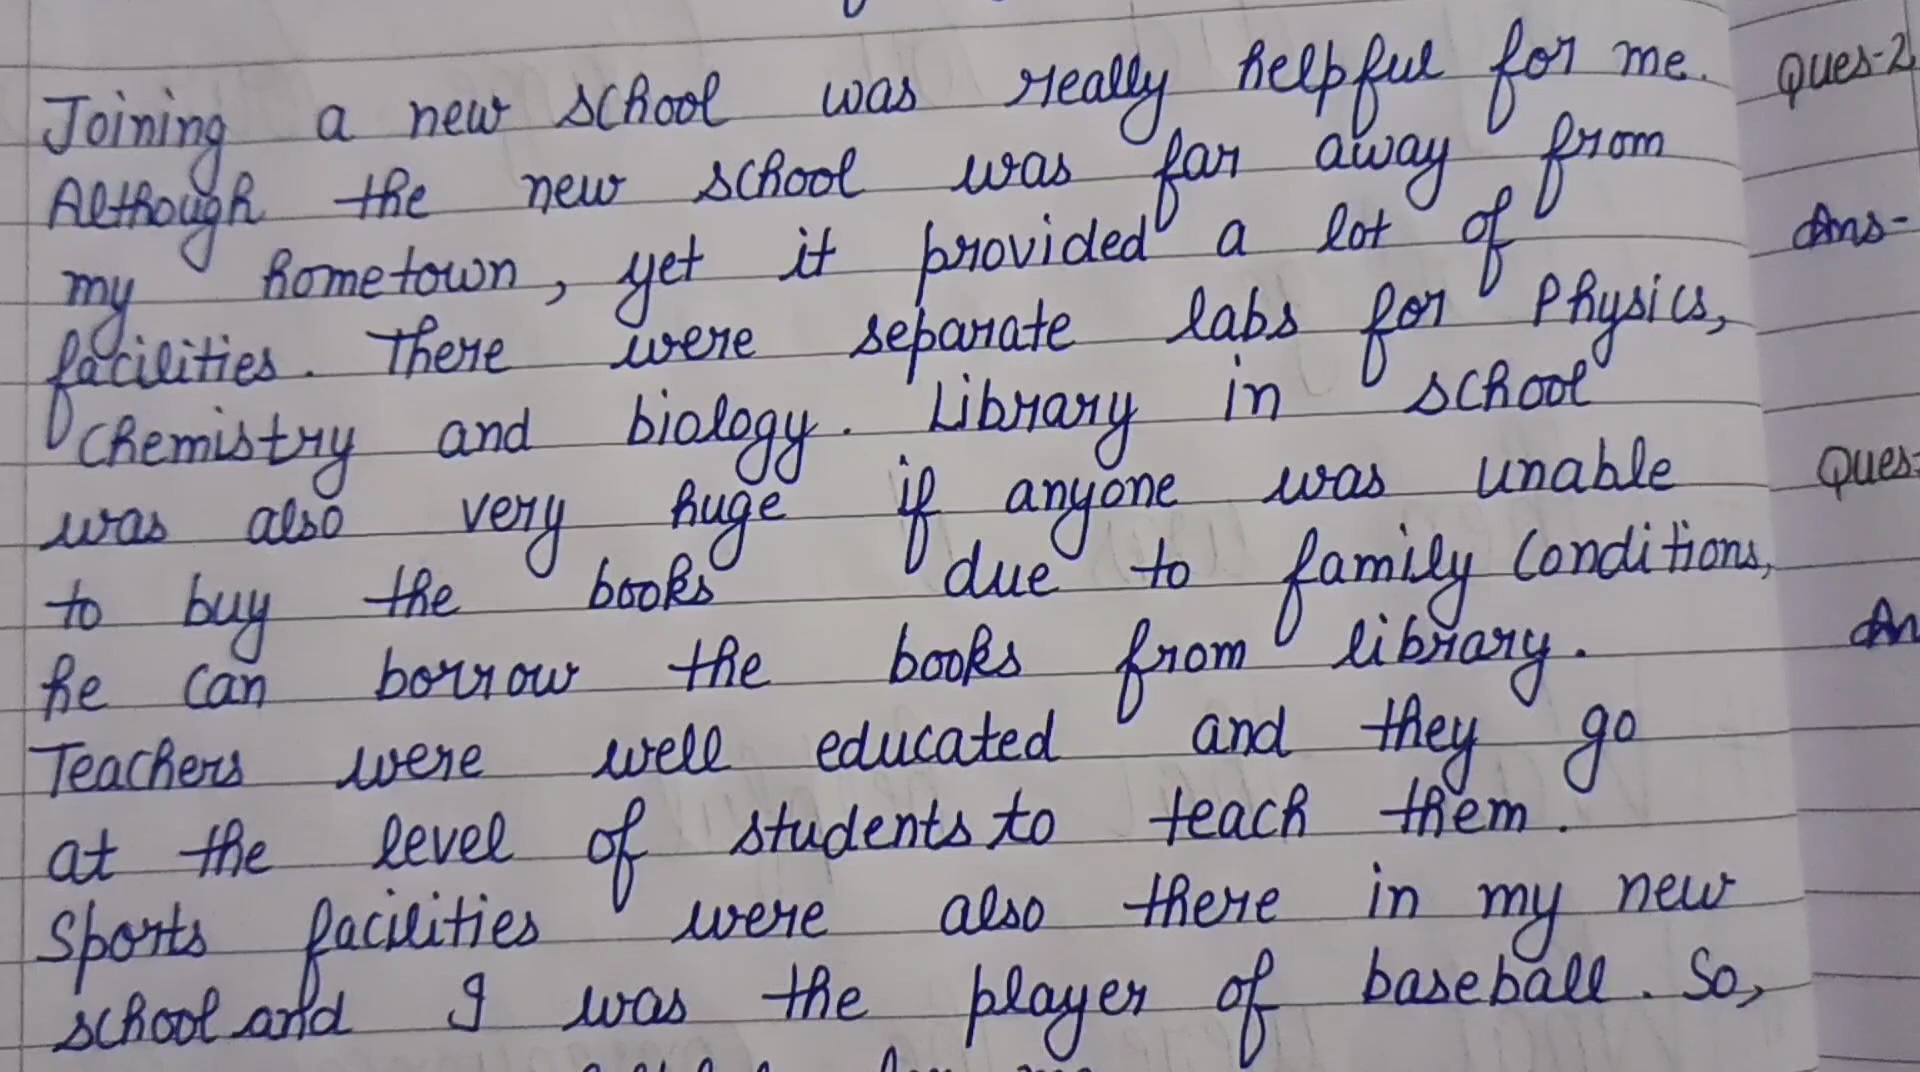 Joining a new school was really helpful for me.
Although the new school was far away from
my hometown, yet it provided a lot of
facilities. There were separate labs for Physics,
Chemistry and biology. Library in school
was also very huge if anyone was unable
to buy the books due to family conditions,
he can borrow the books from library.
Teachers were well educated and they go
at the level of students to teach them.
Sports facilities were also there in my new
school and I was the player of baseball. So,
Ques-2
Ans-
Ques-
An